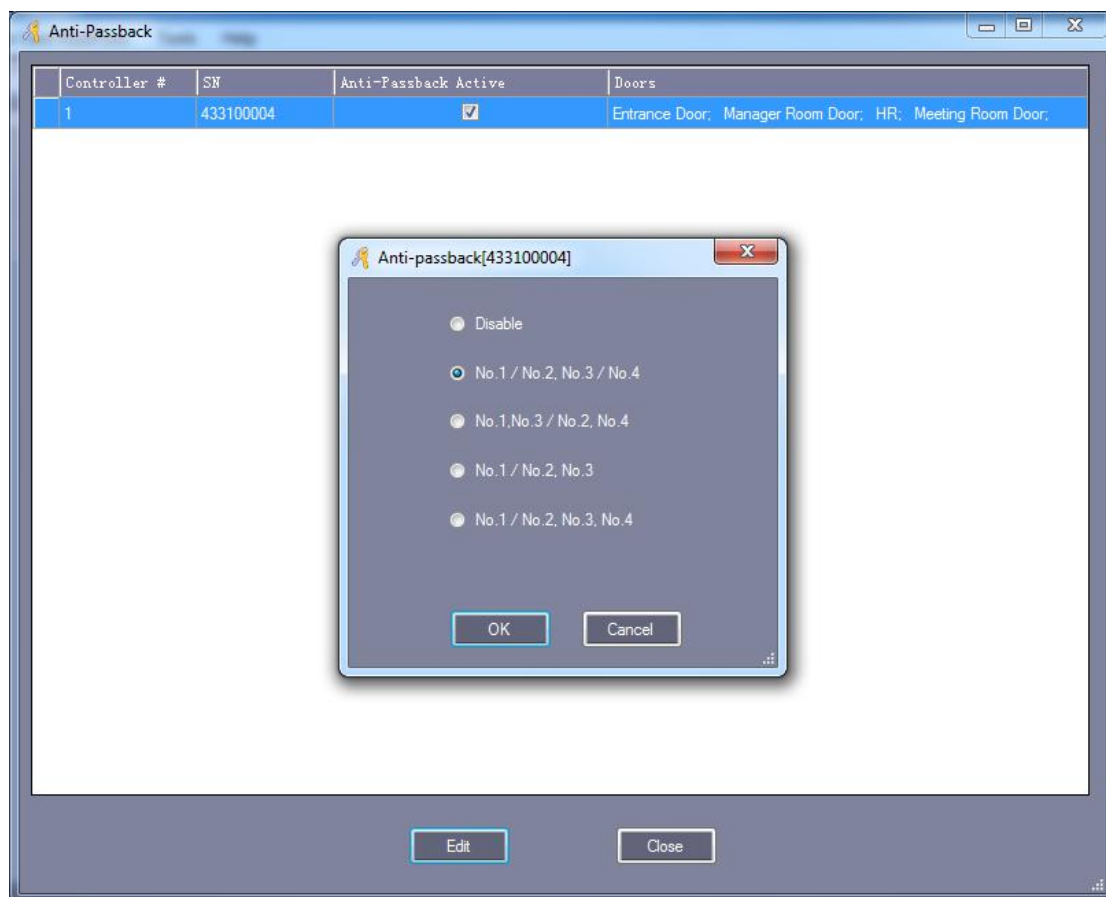 Anti-Passback
Tools Help
Controller # SN Anti-Passback Active Doors
1 433100004 Entrance Door; Manager Room Door; HR; Meeting Room Door;
Anti-passback[433100004]
Disable
No.1 / No.2, No.3 / No.4
No.1,No.3 / No.2, No.4
No.1 / No.2, No.3
No.1 / No.2, No.3, No.4
OK Cancel
Edit Close